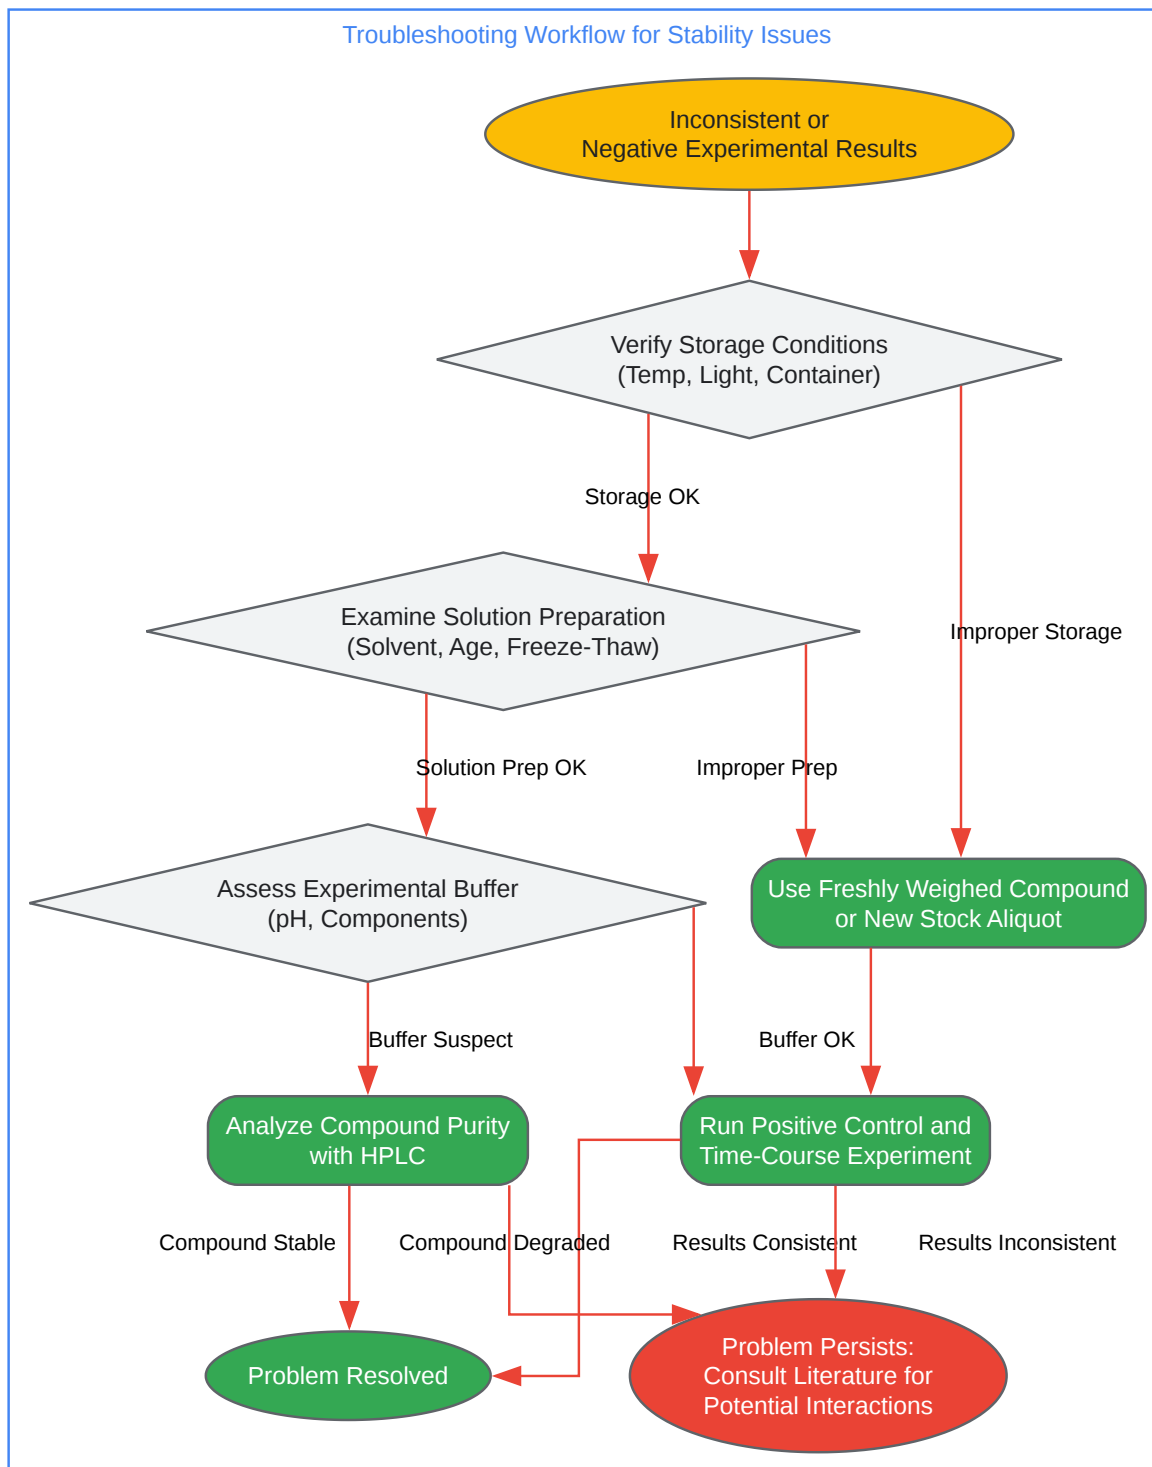 Troubleshooting Workflow for Stability Issues
Inconsistent or
Negative Experimental Results
Verify Storage Conditions
(Temp, Light, Container)
Storage OK
Examine Solution Preparation
(Solvent, Age, Freeze-Thaw)
Improper Storage
Solution Prep OK
Improper Prep
Assess Experimental Buffer
(pH, Components)
Use Freshly Weighed Compound
or New Stock Aliquot
Buffer Suspect
Buffer OK
Analyze Compound Purity
with HPLC
Run Positive Control and
Time-Course Experiment
Compound Stable
Compound Degraded
Results Consistent
Results Inconsistent
Problem Resolved
Problem Persists:
Consult Literature for
Potential Interactions